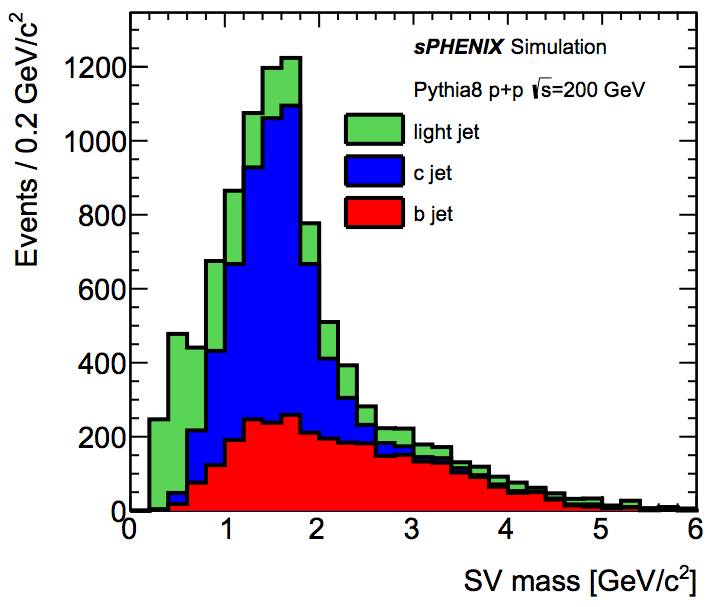 sPHENIX Simulation
Pythia8 p+p √s=200 GeV
light jet
c jet
b jet
Events / 0.2 GeV/c²
1200
1000
800
600
400
200
0
0 1 2 3 4 5 6
SV mass [GeV/c²]